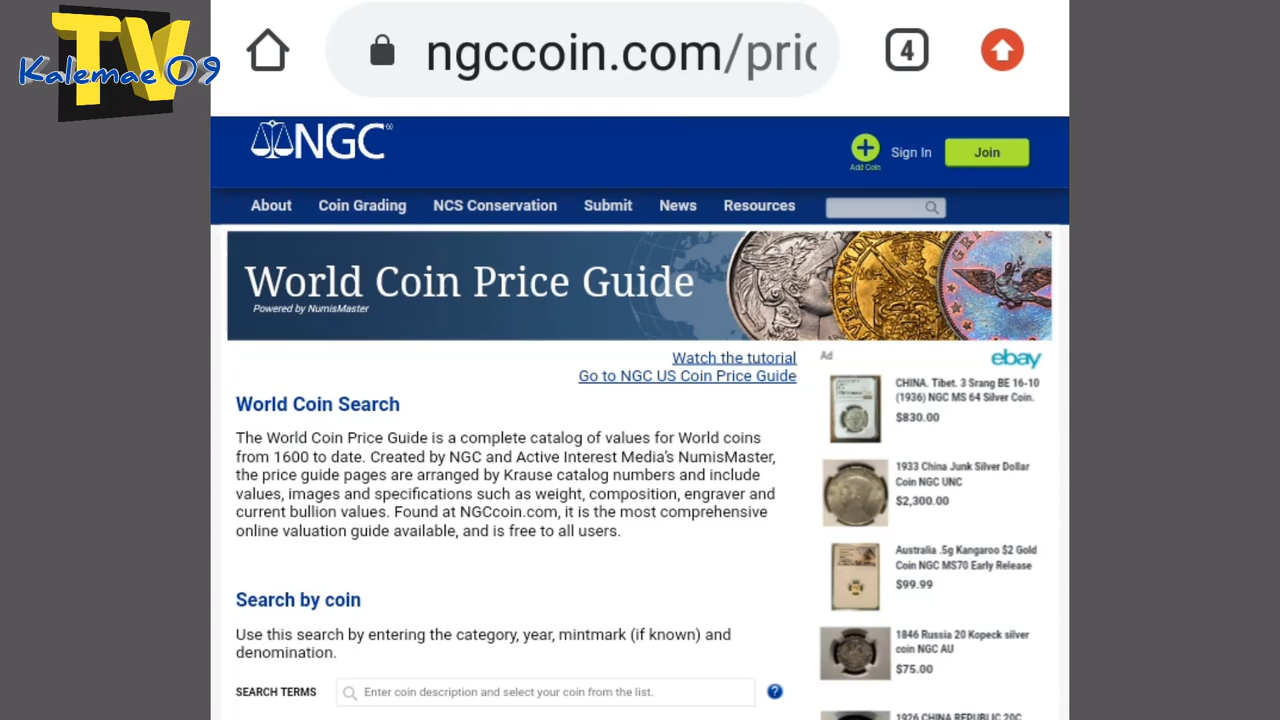 TV
Kalemae 09
ngccoin.com/pric
4
NGC
Add Coin
Sign In
Join
About
Coin Grading
NCS Conservation
Submit
News
Resources
World Coin Price Guide
Powered by NumisMaster
Watch the tutorial
Go to NGC US Coin Price Guide
World Coin Search
The World Coin Price Guide is a complete catalog of values for World coins
from 1600 to date. Created by NGC and Active Interest Media's NumisMaster,
the price guide pages are arranged by Krause catalog numbers and include
values, images and specifications such as weight, composition, engraver and
current bullion values. Found at NGCcoin.com, it is the most comprehensive
online valuation guide available, and is free to all users.
Search by coin
Use this search by entering the category, year, mintmark (if known) and
denomination.
SEARCH TERMS
Enter coin description and select your coin from the list.
?
Ad
ebay
CHINA. Tibet. 3 Srang BE 16-10
(1936) NGC MS 64 Silver Coin.
$830.00
1933 China Junk Silver Dollar
Coin NGC UNC
$2,300.00
Australia .5g Kangaroo $2 Gold
Coin NGC MS70 Early Release
$99.99
1846 Russia 20 Kopeck silver
coin NGC AU
$75.00
1926 CHINA REPUBLIC 20C